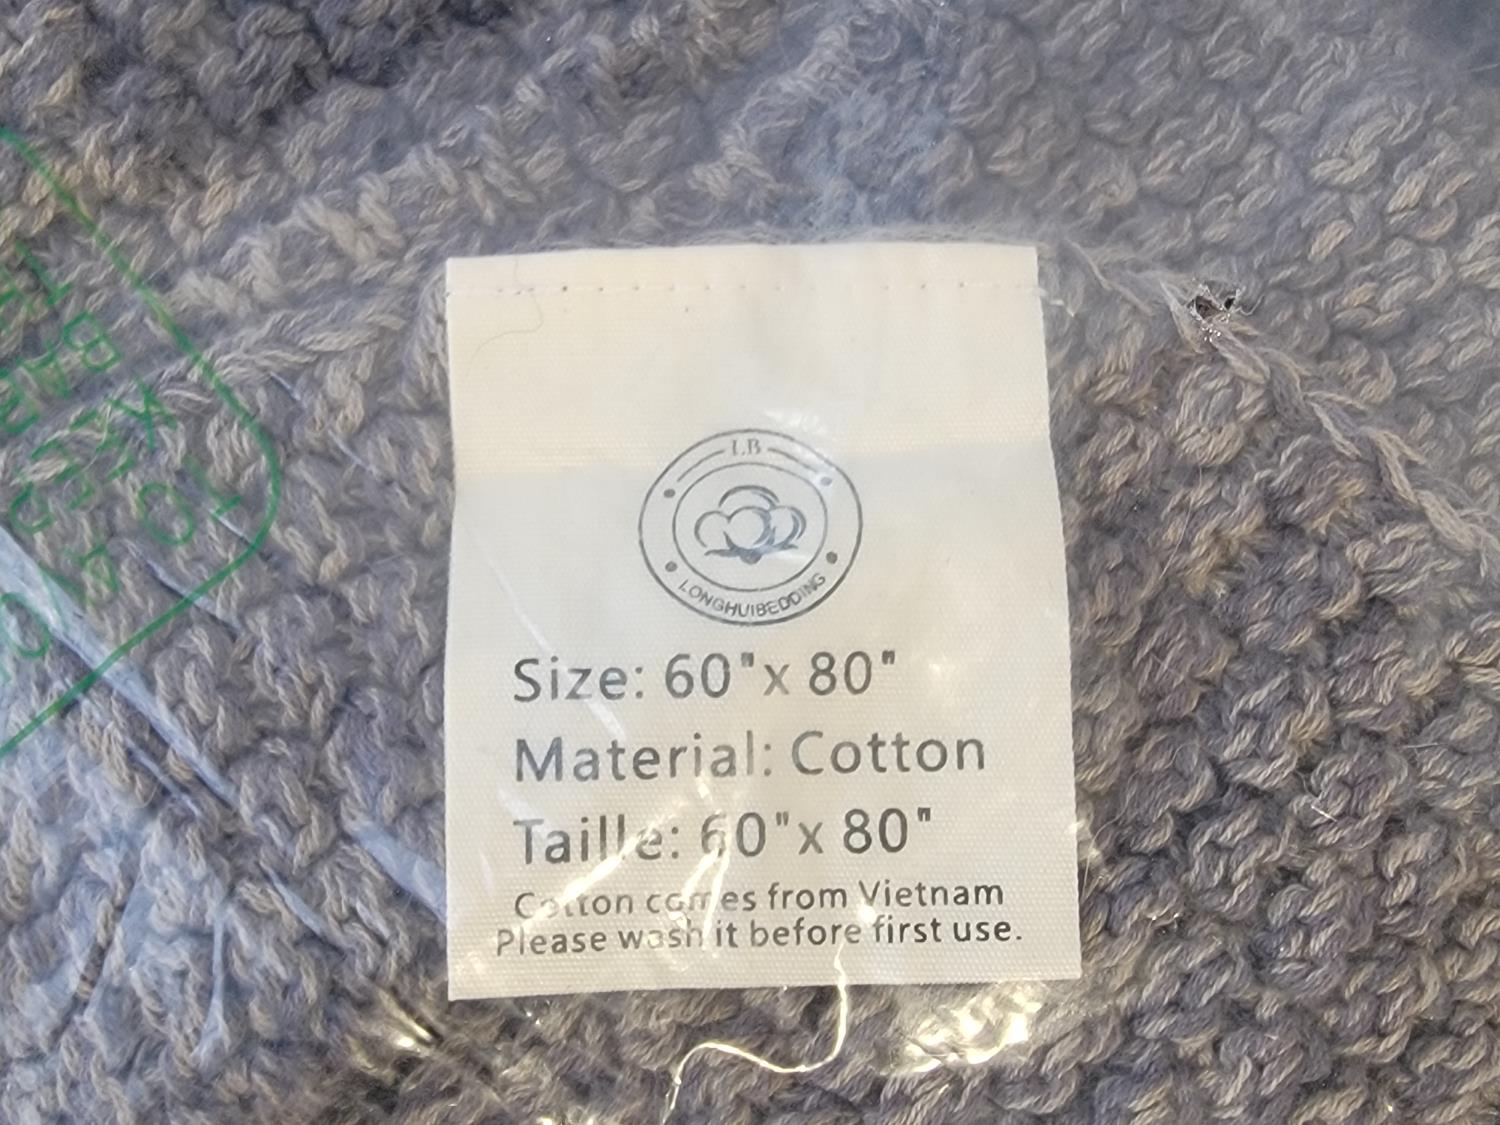 LB
LONGHUIBEDDING
Size: 60"x 80"
Material: Cotton
Taille: 60"x 80"
Cotton comes from Vietnam
Please wash it before first use.